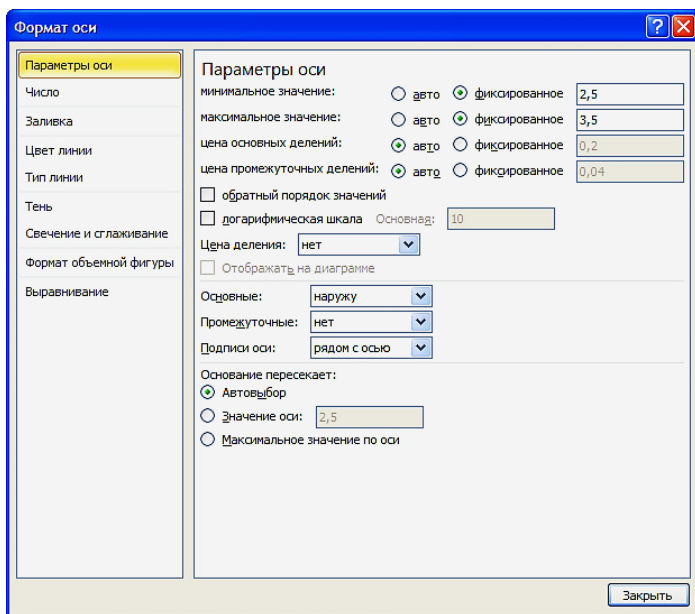 Формат оси
Параметры оси
Число
Заливка
Цвет линии
Тип линии
Тень
Свечение и сглаживание
Формат объемной фигуры
Выравнивание
Параметры оси
минимальное значение: авто фиксированное 2,5
максимальное значение: авто фиксированное 3,5
цена основных делений: авто фиксированное 0,2
цена промежуточных делений: авто фиксированное 0,04
обратный порядок значений
логарифмическая шкала Основная: 10
Цена деления: нет
Отображать на диаграмме
Основные: наружу
Промежуточные: нет
Подписи оси: рядом с осью
Основание пересекает:
Автовыбор
Значение оси: 2,5
Максимальное значение по оси
Закрыть